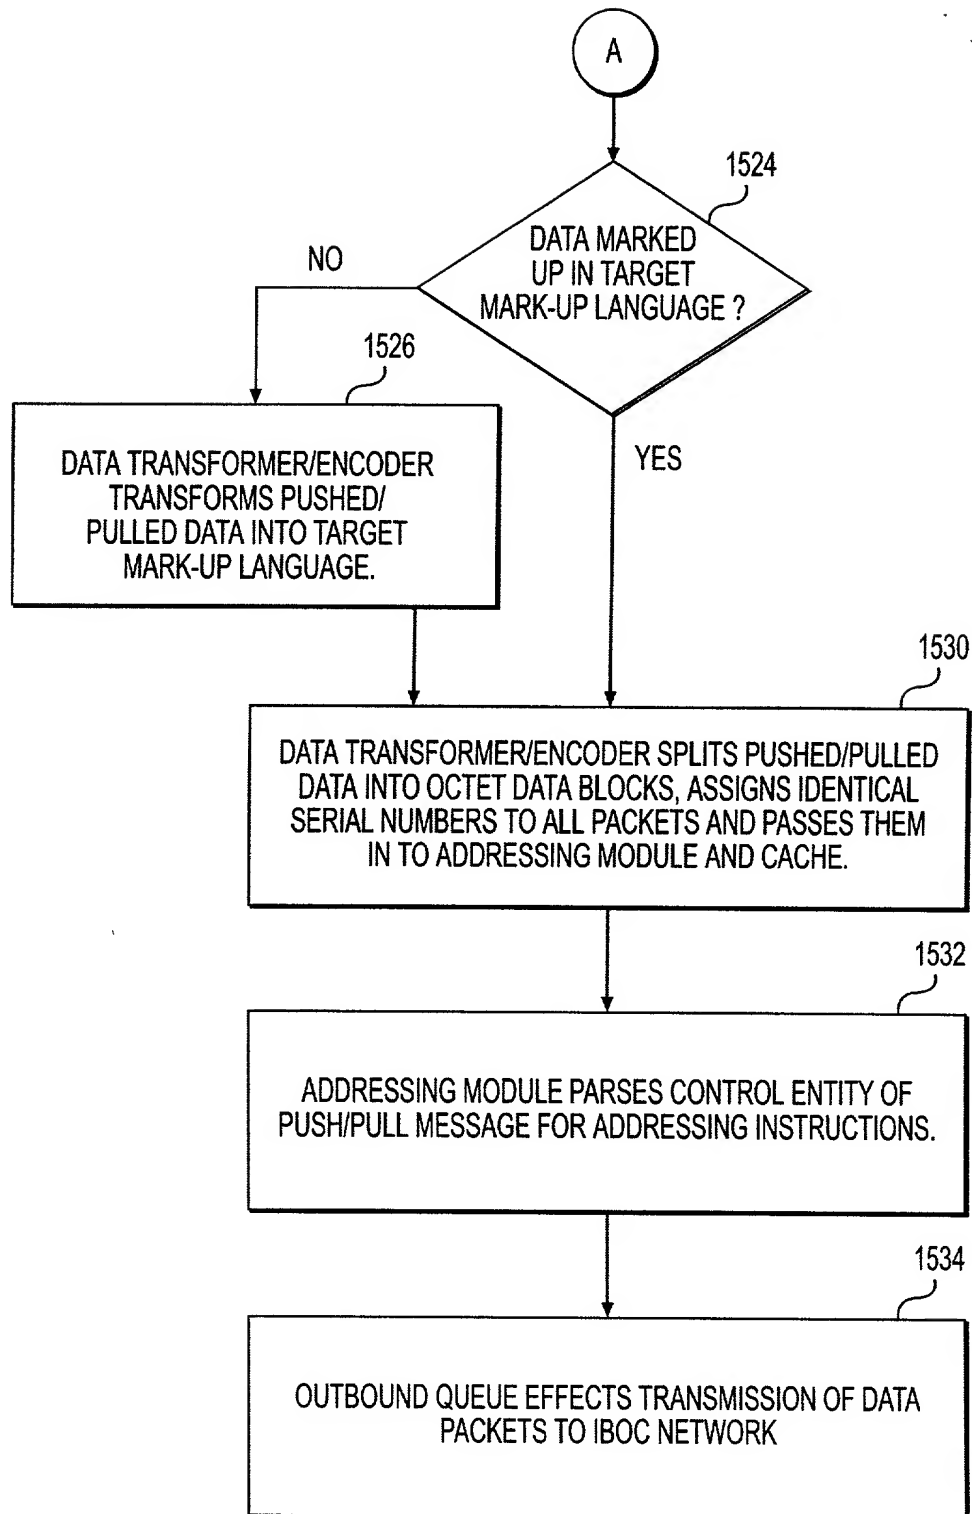 A
1524
DATA MARKED
UP IN TARGET
MARK-UP LANGUAGE ?
NO
1526
DATA TRANSFORMER/ENCODER
TRANSFORMS PUSHED/
PULLED DATA INTO TARGET
MARK-UP LANGUAGE.
YES
1530
DATA TRANSFORMER/ENCODER SPLITS PUSHED/PULLED
DATA INTO OCTET DATA BLOCKS, ASSIGNS IDENTICAL
SERIAL NUMBERS TO ALL PACKETS AND PASSES THEM
IN TO ADDRESSING MODULE AND CACHE.
1532
ADDRESSING MODULE PARSES CONTROL ENTITY OF
PUSH/PULL MESSAGE FOR ADDRESSING INSTRUCTIONS.
1534
OUTBOUND QUEUE EFFECTS TRANSMISSION OF DATA
PACKETS TO IBOC NETWORK